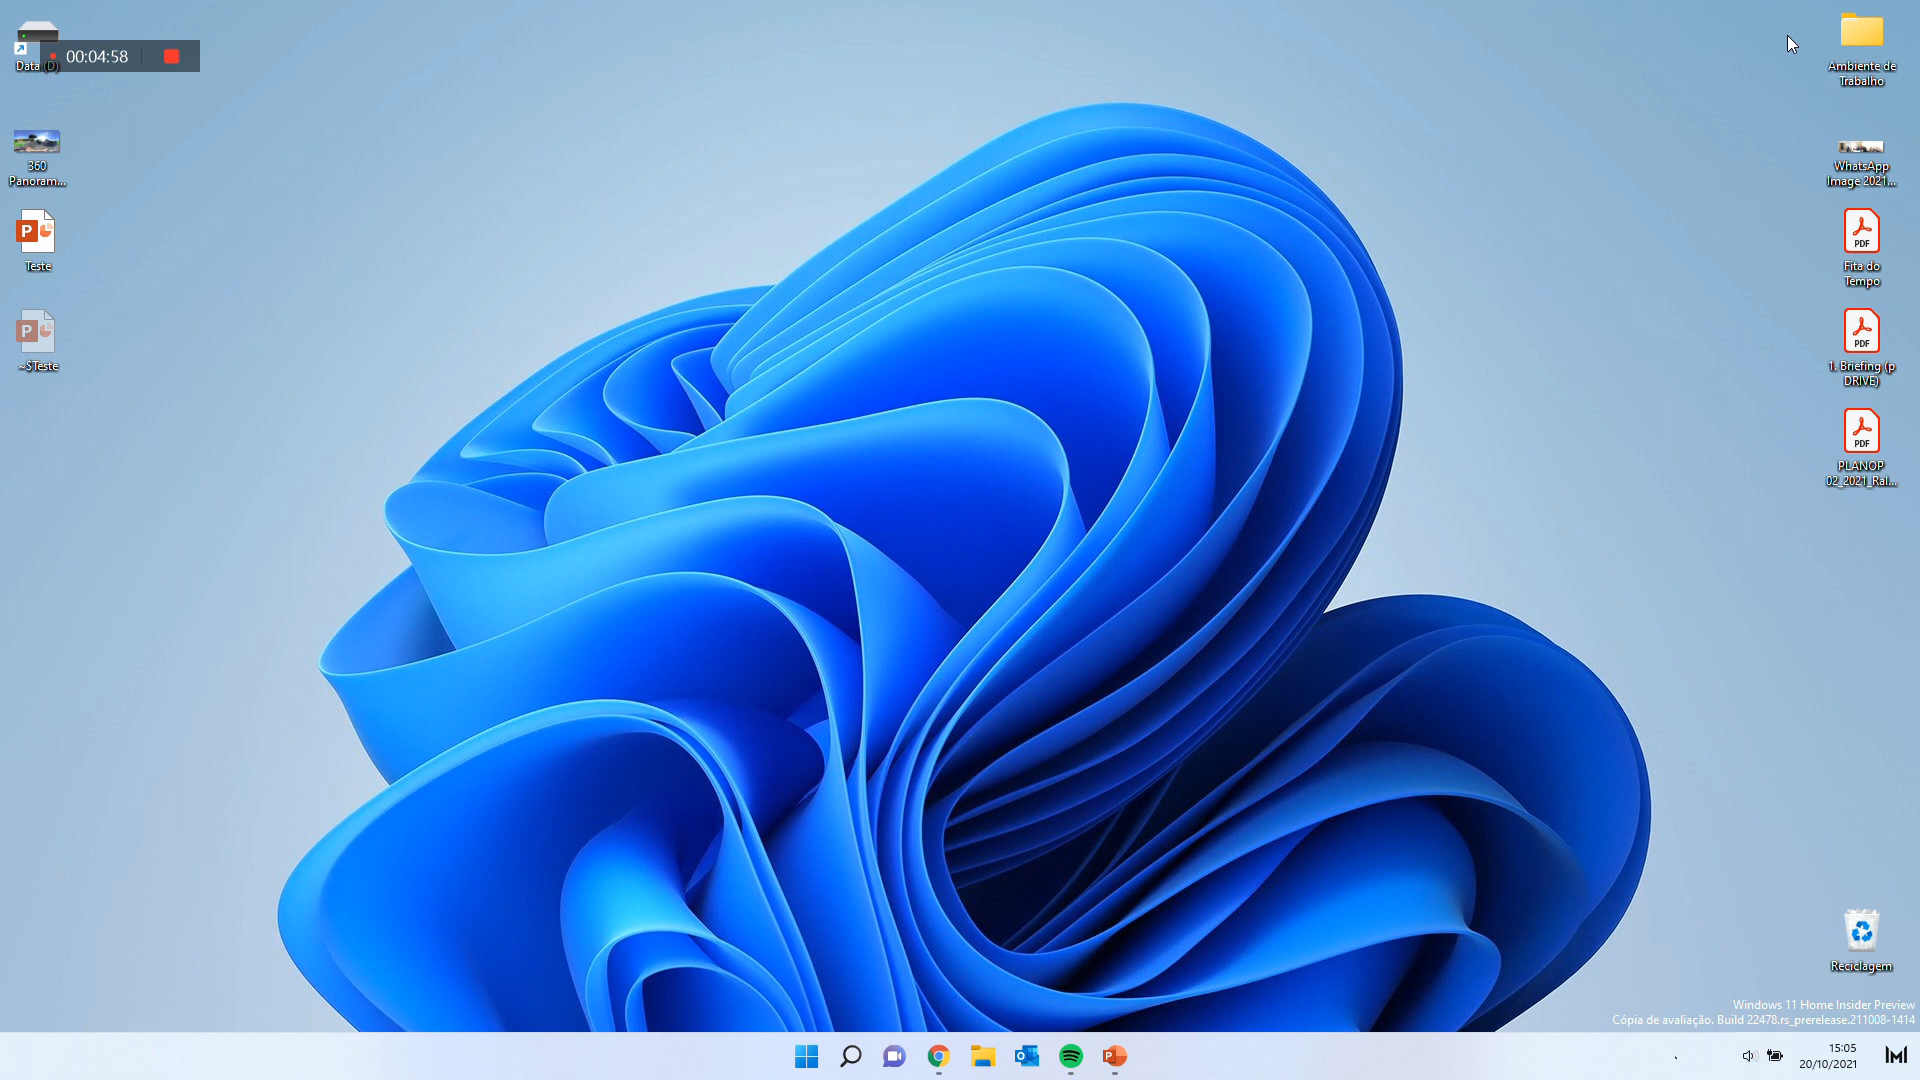 00:04:58
Data (D)
360
Panoram...
Teste
~$Teste
Ambiente de
Trabalho
WhatsApp
Image 2021...
PDF
Fita do
Tempo
PDF
1. Briefing (p
DRIVE)
PDF
PLANOP
02_2021_Ral...
Reciclagem
Windows 11 Home Insider Preview
Cópia de avaliação. Build 22478.rs_prerelease.211008-1414
15:05
20/10/2021